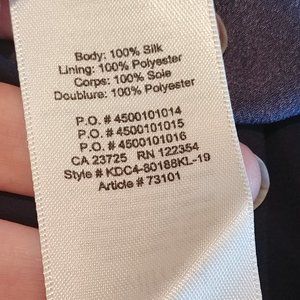 Body: 100% Silk
Lining: 100% Polyester
Corps: 100% Soie
Doublure: 100% Polyester
P.O. # 4500101014
P.O. # 4500101015
P.O. # 4500101016
CA 23725 RN 122354
Style # KDC4-80188KL-19
Article # 73101